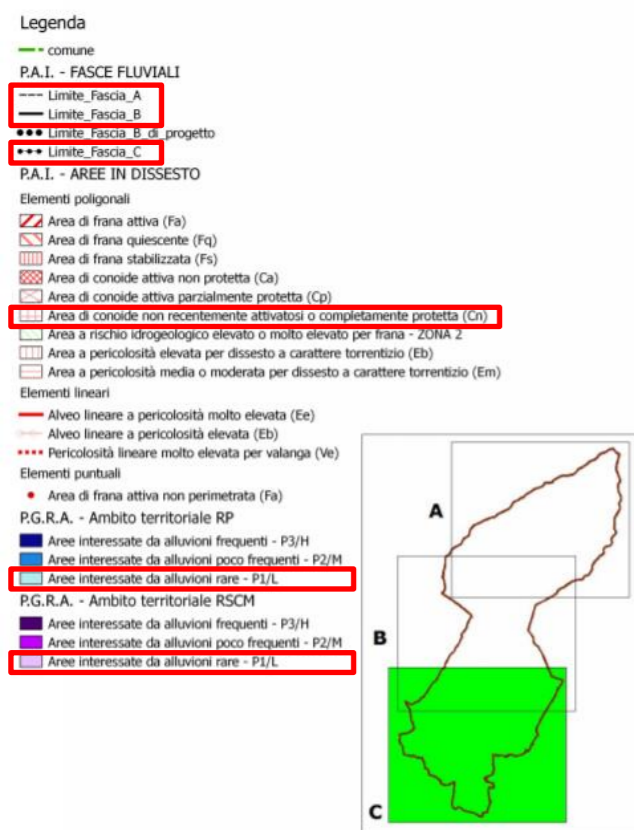 Legenda
comune
P.A.I. - FASCE FLUVIALI
Limite_Fascia_A
Limite_Fascia_B
Limite_Fascia_B_di_progetto
Limite_Fascia_C
P.A.I. - AREE IN DISSESTO
Elementi poligonali
Area di frana attiva (Fa)
Area di frana quiescente (Fq)
Area di frana stabilizzata (Fs)
Area di conoide attiva non protetta (Ca)
Area di conoide attiva parzialmente protetta (Cp)
Area di conoide non recentemente attivatosi o completamente protetta (Cn)
Area a rischio idrogeologico elevato o molto elevato per frana - ZONA 2
Area a pericolosità elevata per dissesto a carattere torrentizio (Eb)
Area a pericolosità media o moderata per dissesto a carattere torrentizio (Em)
Elementi lineari
Alveo lineare a pericolosità molto elevata (Ee)
Alveo lineare a pericolosità elevata (Eb)
Pericolosità lineare molto elevata per valanga (Ve)
Elementi puntuali
Area di frana attiva non perimetrata (Fa)
P.G.R.A. - Ambito territoriale RP
Aree interessate da alluvioni frequenti - P3/H
Aree interessate da alluvioni poco frequenti - P2/M
Aree interessate da alluvioni rare - P1/L
P.G.R.A. - Ambito territoriale RSCM
Aree interessate da alluvioni frequenti - P3/H
Aree interessate da alluvioni poco frequenti - P2/M
Aree interessate da alluvioni rare - P1/L
A
B
C